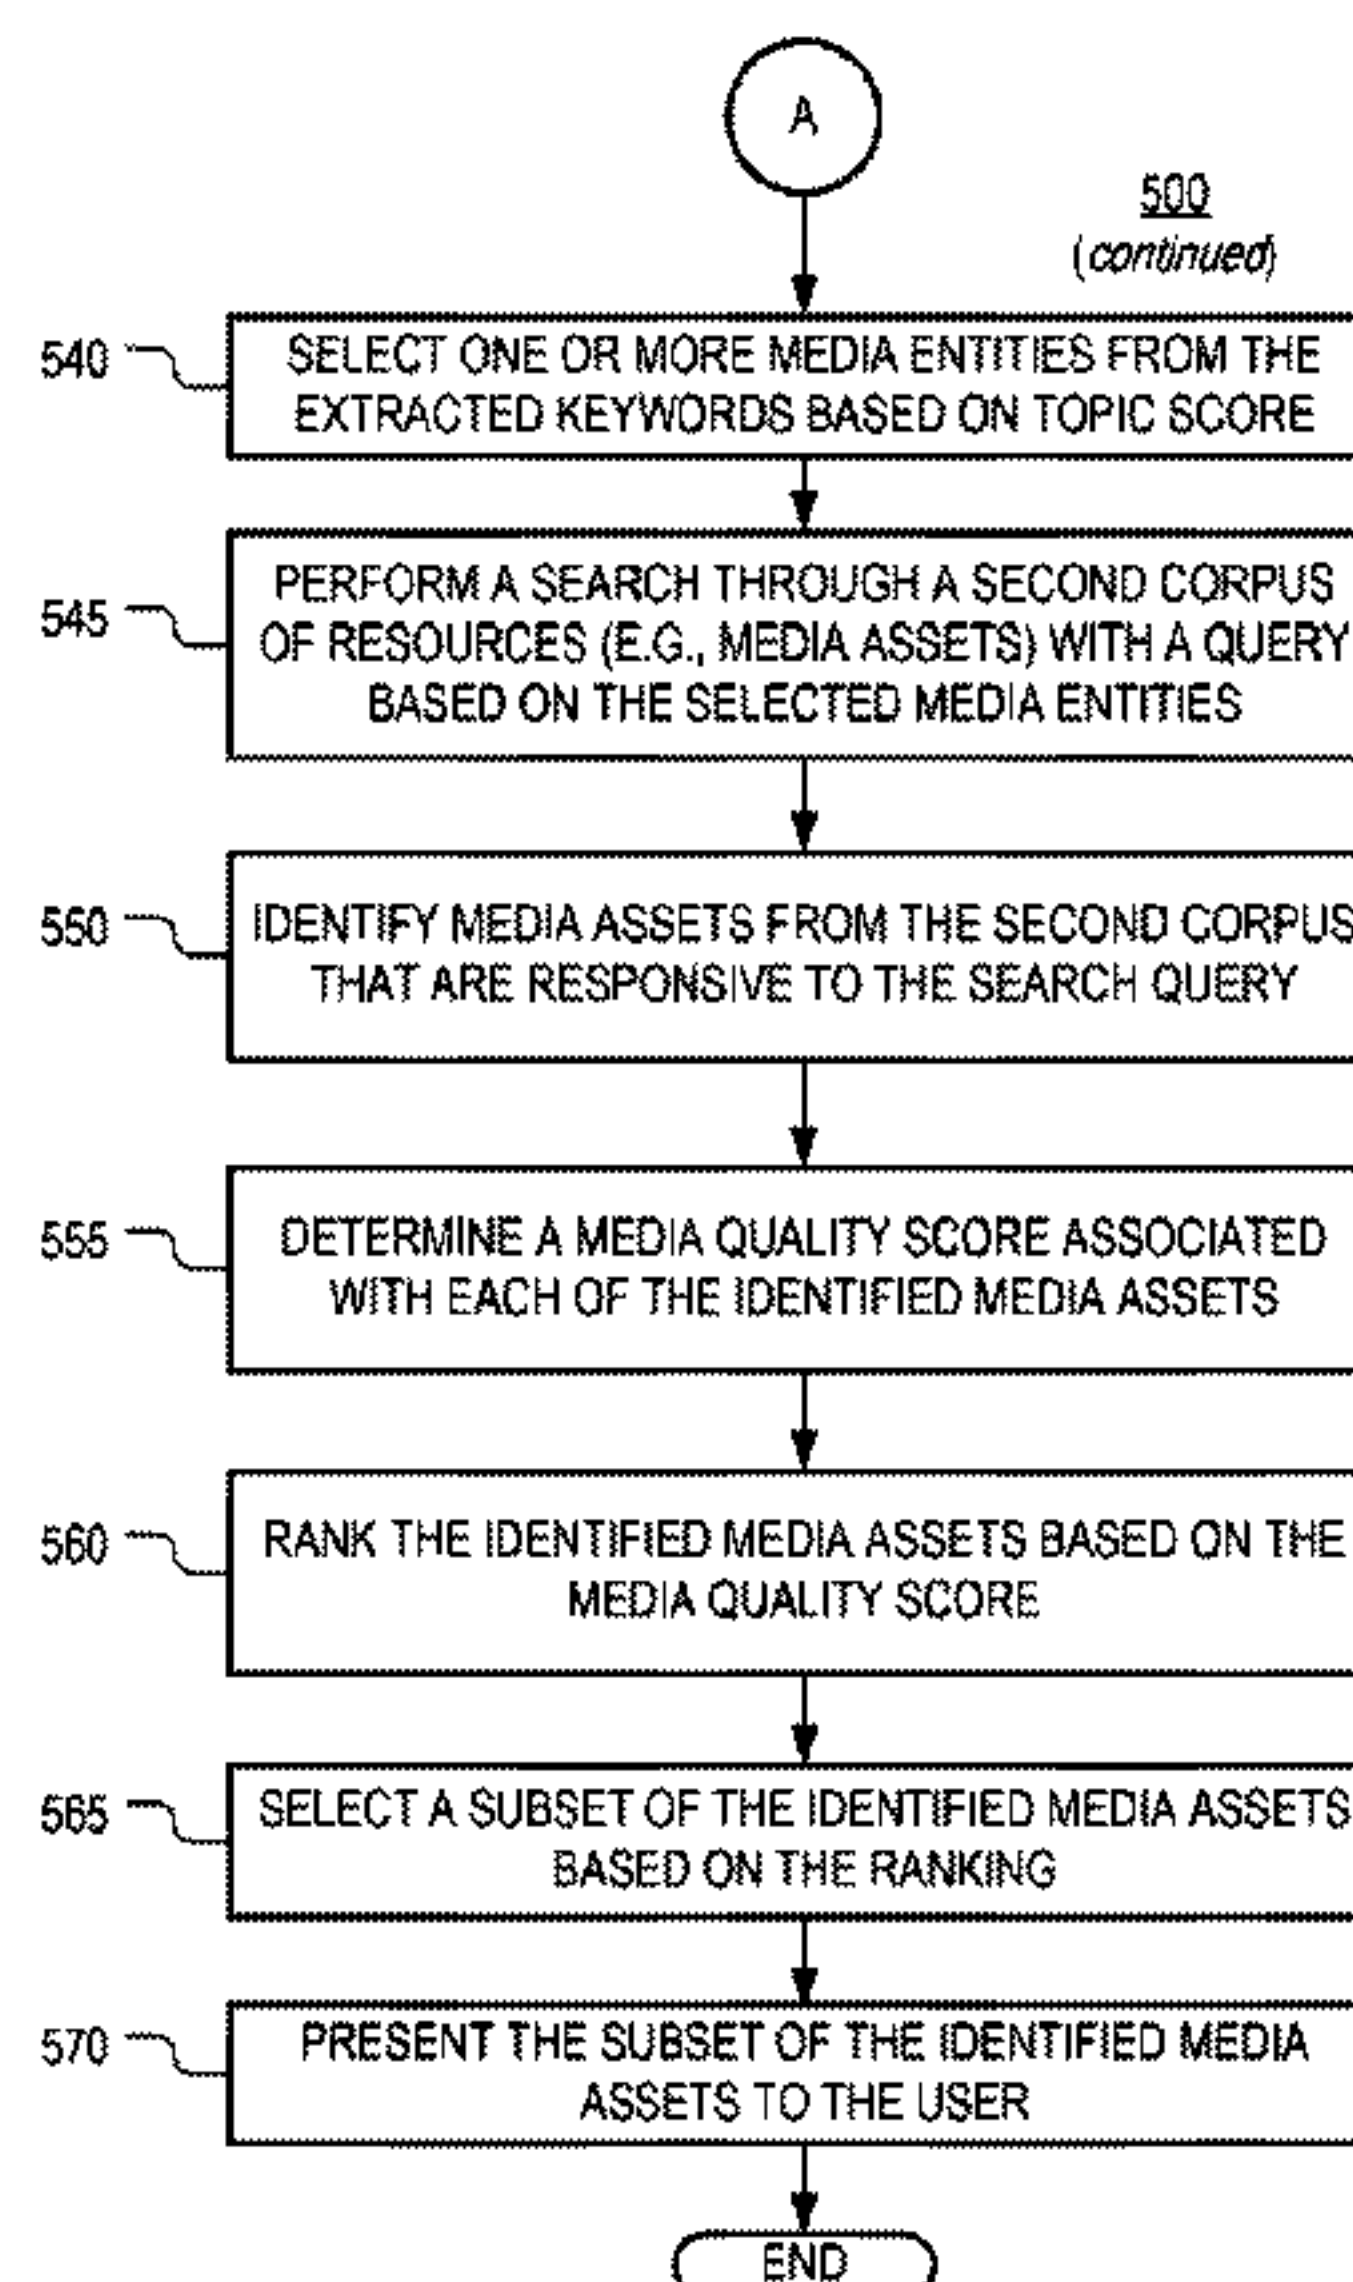 A
500
(continued)
540
SELECT ONE OR MORE MEDIA ENTITIES FROM THE
EXTRACTED KEYWORDS BASED ON TOPIC SCORE
545
PERFORM A SEARCH THROUGH A SECOND CORPUS
OF RESOURCES (E.G., MEDIA ASSETS) WITH A QUERY
BASED ON THE SELECTED MEDIA ENTITIES
550
IDENTIFY MEDIA ASSETS FROM THE SECOND CORPUS
THAT ARE RESPONSIVE TO THE SEARCH QUERY
555
DETERMINE A MEDIA QUALITY SCORE ASSOCIATED
WITH EACH OF THE IDENTIFIED MEDIA ASSETS
560
RANK THE IDENTIFIED MEDIA ASSETS BASED ON THE
MEDIA QUALITY SCORE
565
SELECT A SUBSET OF THE IDENTIFIED MEDIA ASSETS
BASED ON THE RANKING
570
PRESENT THE SUBSET OF THE IDENTIFIED MEDIA
ASSETS TO THE USER
END